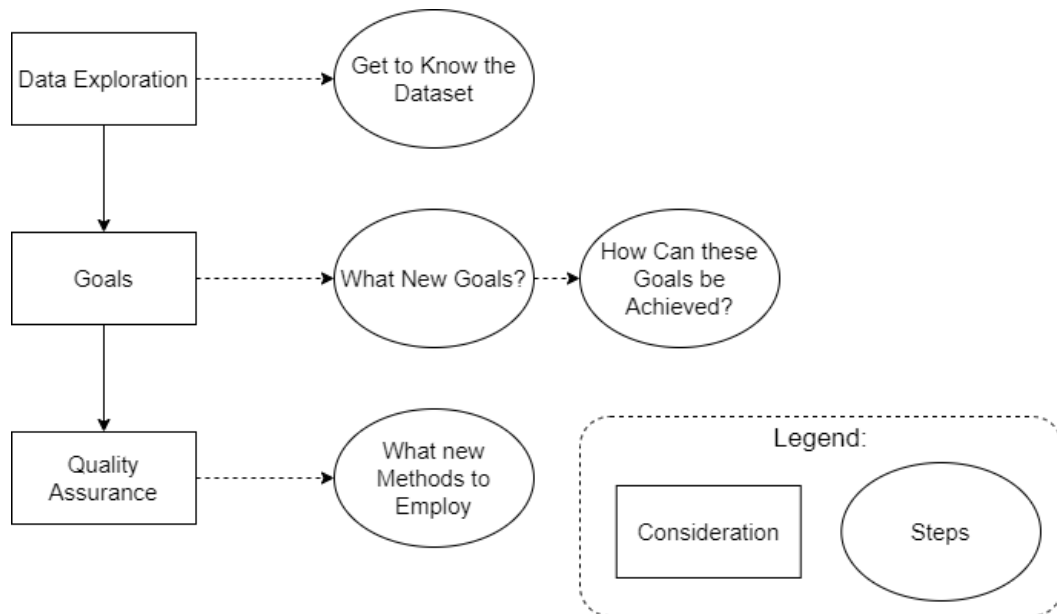 Data Exploration
Get to Know the
Dataset
Goals
What New Goals?
How Can these
Goals be
Achieved?
Quality
Assurance
What new
Methods to
Employ
Legend:
Consideration
Steps